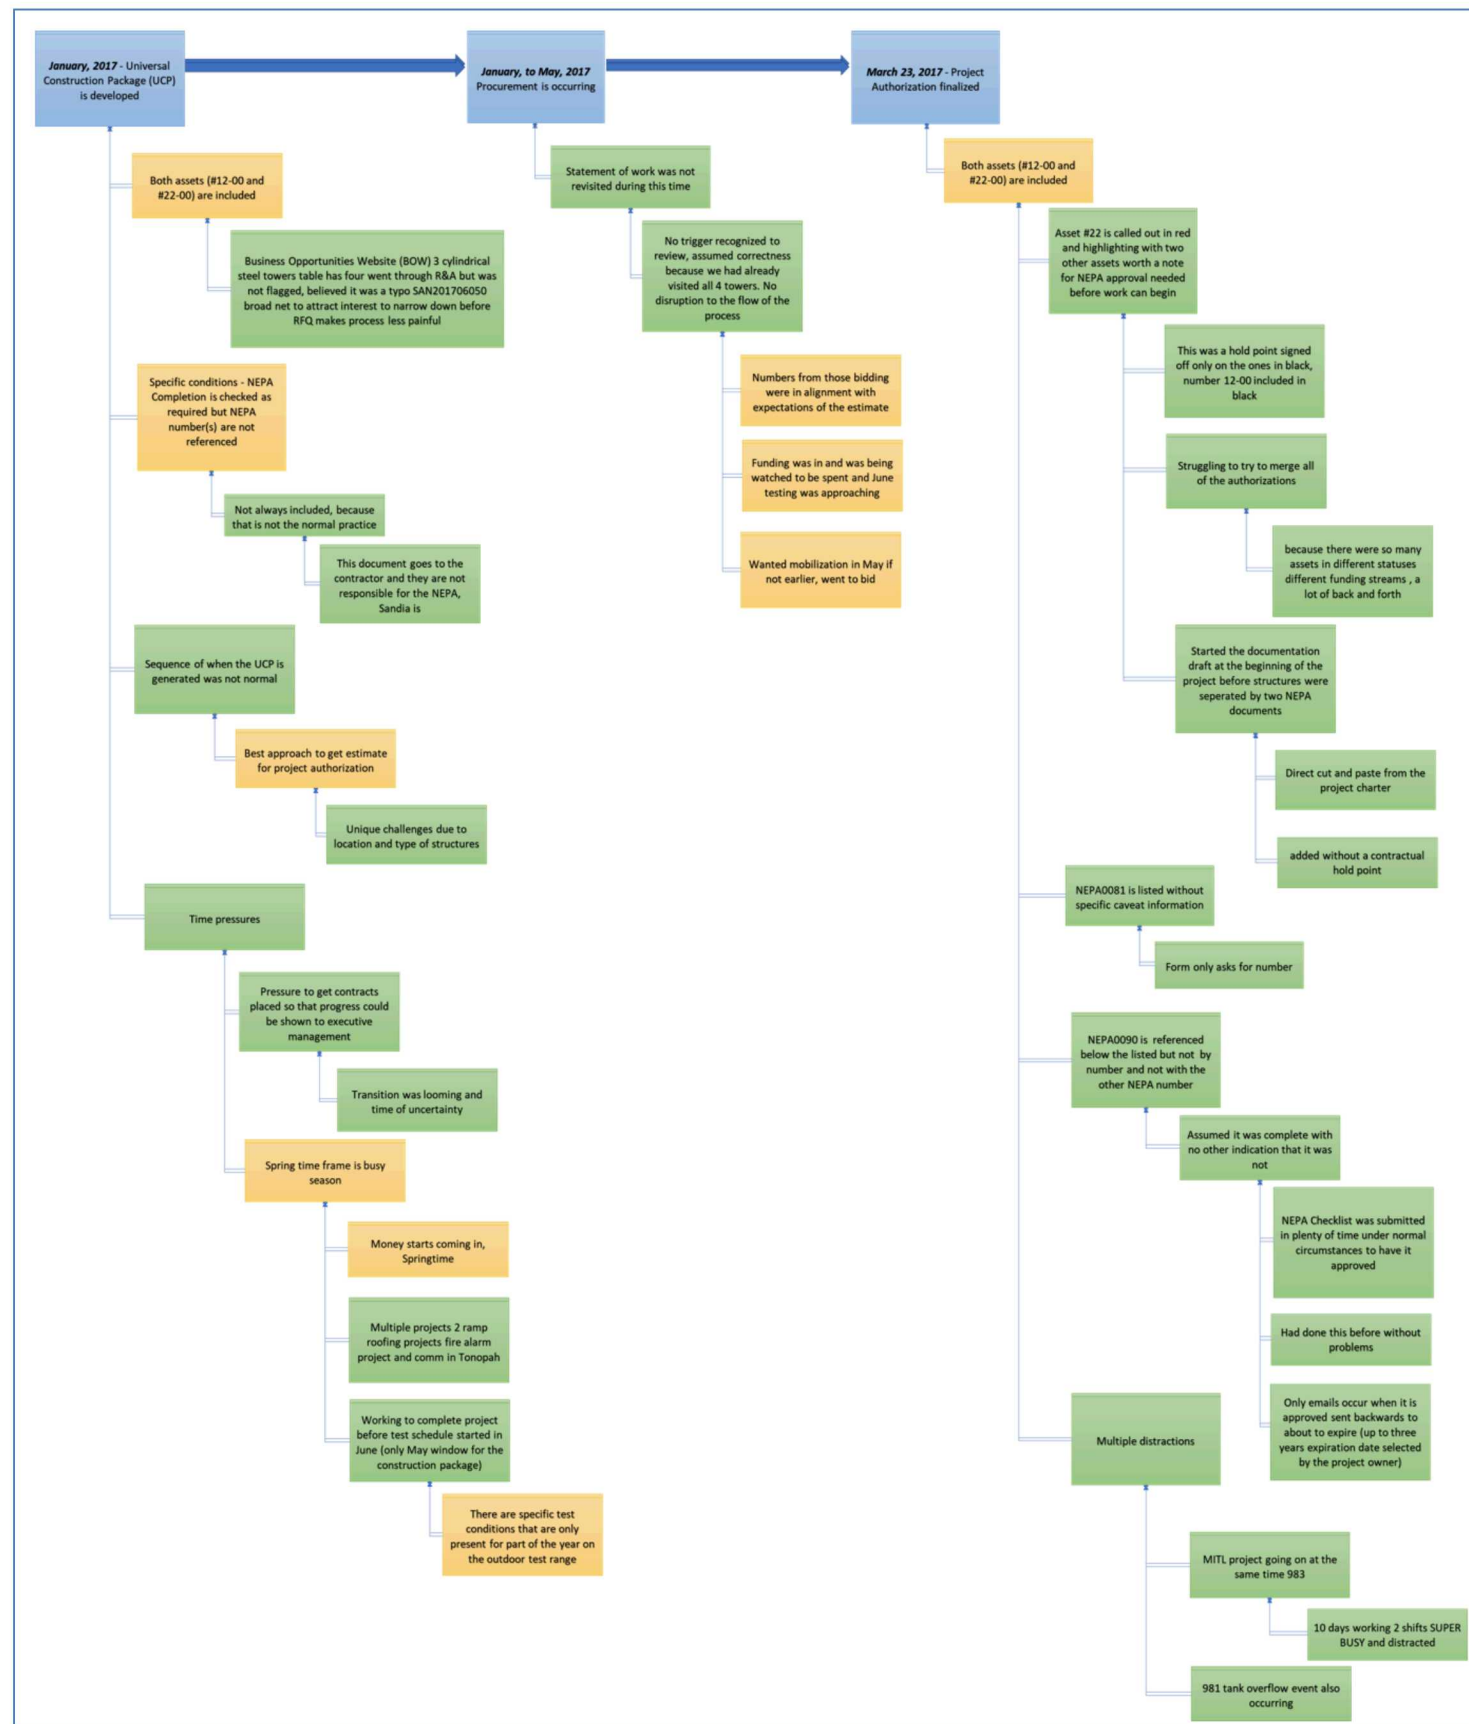 January, 2017 - Universal
Construction Package (UCP)
is developed
January, to May, 2017
Procurement is occurring
March 23, 2017 - Project
Authorization finalized
Both assets (#12-00 and
#22-00) are included
Business Opportunities Website (BOW) 3 cylindrical
steel towers table has four went through R&A but was
not flagged, believed it was a typo SAN201706050
broad net to attract interest to narrow down before
RFQ makes process less painful
Specific conditions - NEPA
Completion is checked as
required but NEPA
number(s) are not
referenced
Not always included, because
that is not the normal practice
This document goes to the
contractor and they are not
responsible for the NEPA,
Sandia is
Sequence of when the UCP is
generated was not normal
Best approach to get estimate
for project authorization
Unique challenges due to
location and type of structures
Time pressures
Pressure to get contracts
placed so that progress could
be shown to executive
management
Transition was looming and
time of uncertainty
Spring time frame is busy
season
Money starts coming in,
Springtime
Multiple projects 2 ramp
roofing projects fire alarm
project and comm in Tonopah
Working to complete project
before test schedule started in
June (only May window for the
construction package)
There are specific test
conditions that are only
present for part of the year on
the outdoor test range
Statement of work was not
revisited during this time
No trigger recognized to
review, assumed correctness
because we had already
visited all 4 towers. No
disruption to the flow of the
process
Numbers from those bidding
were in alignment with
expectations of the estimate
Funding was in and was being
watched to be spent and June
testing was approaching
Wanted mobilization in May if
not earlier, went to bid
Both assets (#12-00 and
#22-00) are included
Asset #22 is called out in red
and highlighting with two
other assets worth a note
for NEPA approval needed
before work can begin
This was a hold point signed
off only on the ones in black,
number 12-00 included in
black
Struggling to try to merge all
of the authorizations
because there were so many
assets in different statuses
different funding streams , a
lot of back and forth
Started the documentation
draft at the beginning of the
project before structures were
seperated by two NEPA
documents
Direct cut and paste from the
project charter
added without a contractual
hold point
NEPA0081 is listed without
specific caveat information
Form only asks for number
NEPA0090 is referenced
below the listed but not by
number and not with the
other NEPA number
Assumed it was complete with
no other indication that it was
not
NEPA Checklist was submitted
in plenty of time under normal
circumstances to have it
approved
Had done this before without
problems
Only emails occur when it is
approved sent backwards to
about to expire (up to three
years expiration date selected
by the project owner)
Multiple distractions
MITL project going on at the
same time 983
10 days working 2 shifts SUPER
BUSY and distracted
981 tank overflow event also
occurring